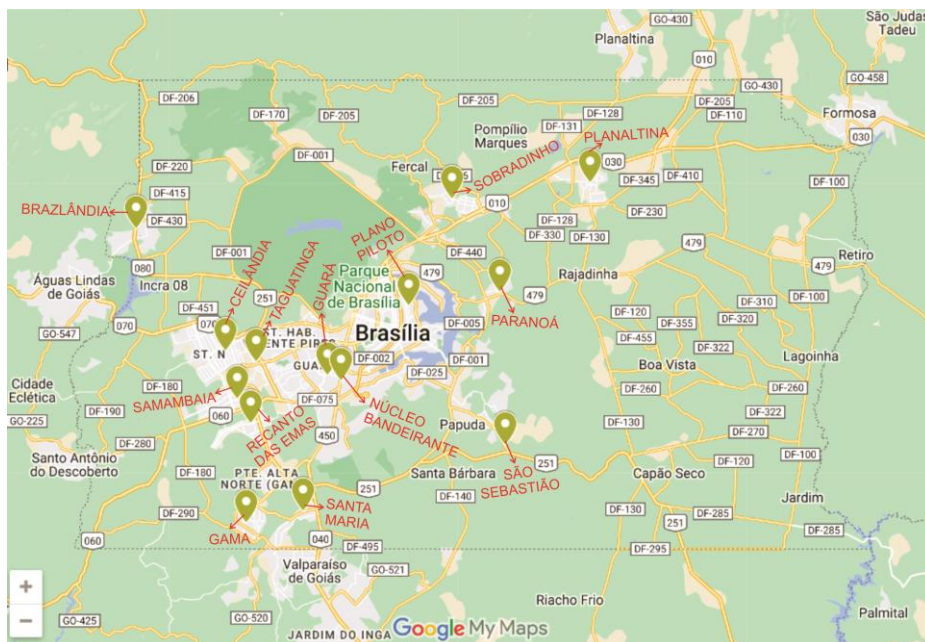 GO-430
São Judas
Tadeu
Planaltina
GO-430
010
GO-458
DF-206
DF-205
DF-128
DF-205
DF-170
DF-205
DF-131
DF-110
Formosa
Pompílio
Marques
PLANALTINA
030
DF-001
Fercal
SOBRADINHO
030
DF-220
DF-345
DF-410
DF-100
DF-415
BRAZLÂNDIA
DF-430
010
DF-230
DF-128
PLANO
PILOTO
DF-330
DF-130
DF-001
DF-440
479
Retiro
Águas Lindas
de Goiás
080
Incra 08
CEILÂNDIA
TAGUATINGA
GUARÁ
Parque
Nacional
de Brasília
479
Rajadinha
479
479
251
DF-451
DF-310
DF-100
070
070
GO-547
ST. HAB.
Brasília
DF-005
PARANOÁ
DF-120
DF-355
DF-320
ST. N
DF-455
DF-322
Lagoinha
GUA
DF-002
DF-001
Boa Vista
DF-025
Cidade
Eclética
DF-180
SAMAMBAIA
DF-075
DF-260
DF-260
DF-190
060
NÚCLEO
BANDEIRANTE
DF-322
GO-225
RECANTO
DAS EMAS
Papuda
DF-130
DF-270
DF-280
450
Santo Antônio
do Descoberto
DF-180
PTE. ALTA
NORTE (GAM
Santa Bárbara
251
DF-120
DF-100
251
SÃO
SEBASTIÃO
Capão Seco
DF-140
Jardim
DF-290
SANTA
MARIA
DF-130
DF-285
GAMA
251
DF-285
060
040
DF-495
DF-295
Valparaíso
de Goiás
GO-521
+
Riacho Frio
−
GO-520
Palmital
GO-425
JARDIM DO INGA
Google My Maps